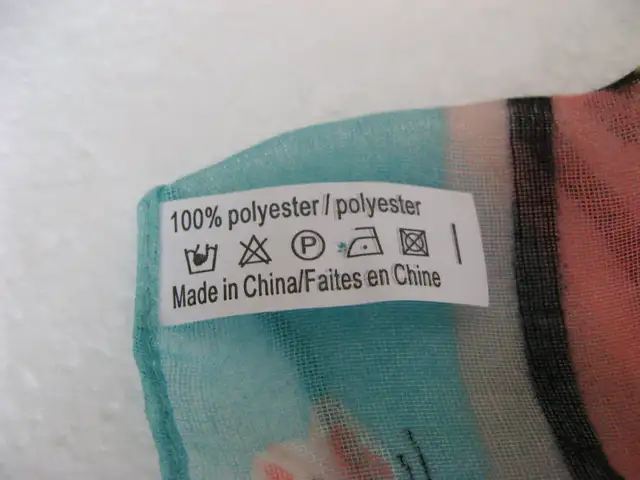 100% polyester / polyester
P
Made in China/Faites en Chine